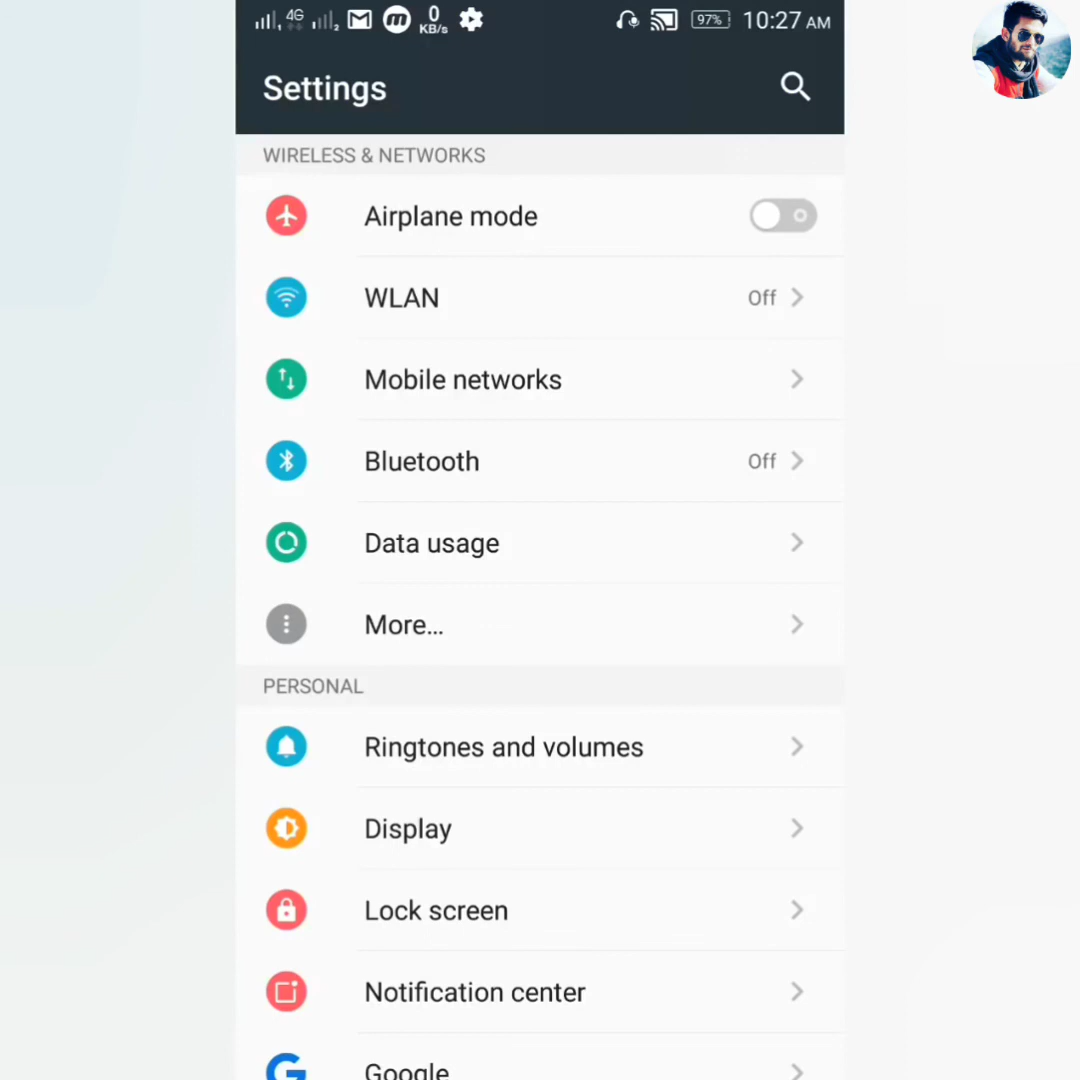 4G 0 KB/s 97% 10:27 AM
Settings
WIRELESS & NETWORKS
Airplane mode
WLAN Off
Mobile networks
Bluetooth Off
Data usage
More...
PERSONAL
Ringtones and volumes
Display
Lock screen
Notification center
Google